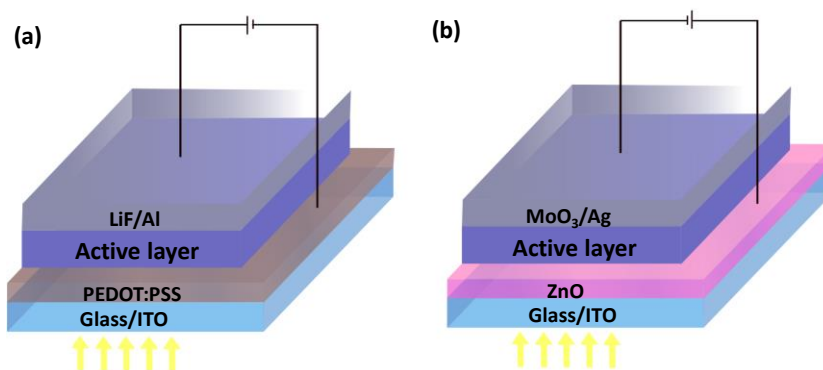 (a)
LiF/Al
Active layer
PEDOT:PSS
Glass/ITO
(b)
MoO₃/Ag
Active layer
ZnO
Glass/ITO